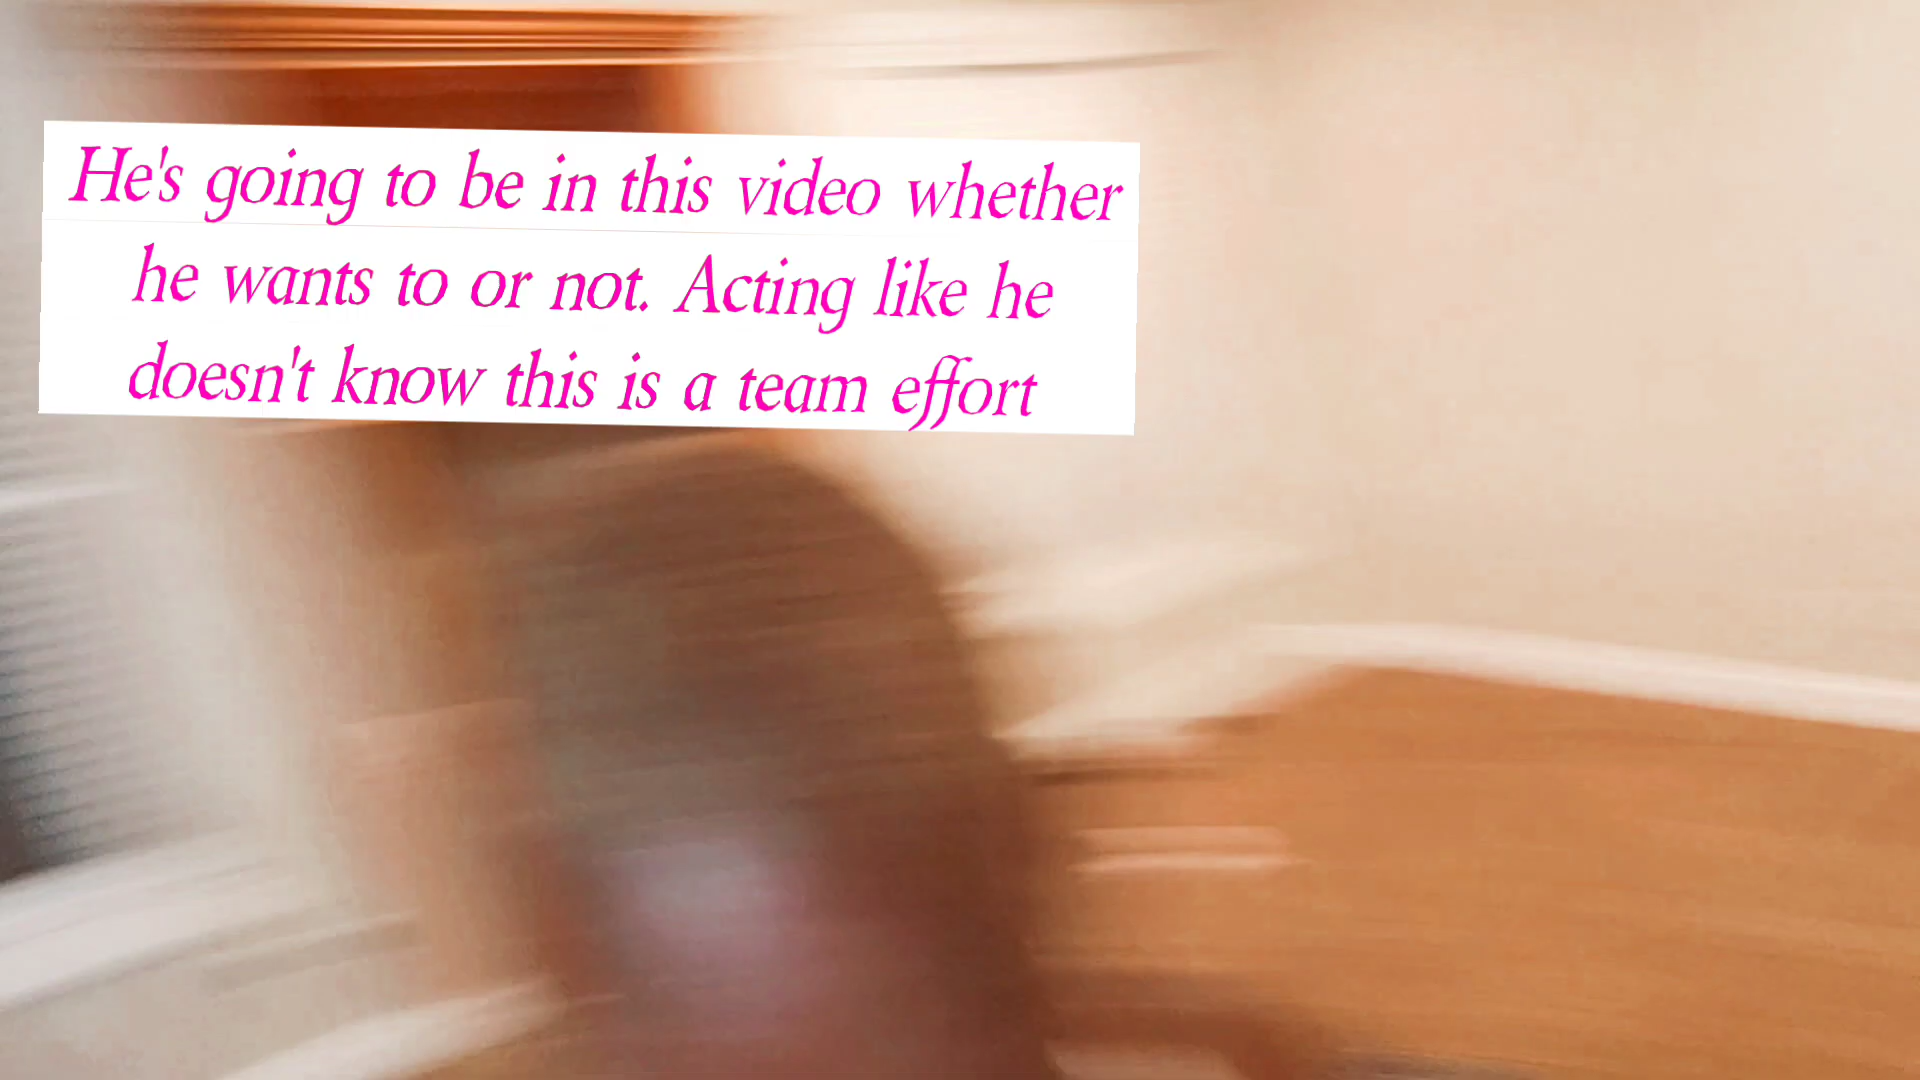 He's going to be in this video whether
he wants to or not. Acting like he
doesn't know this is a team effort